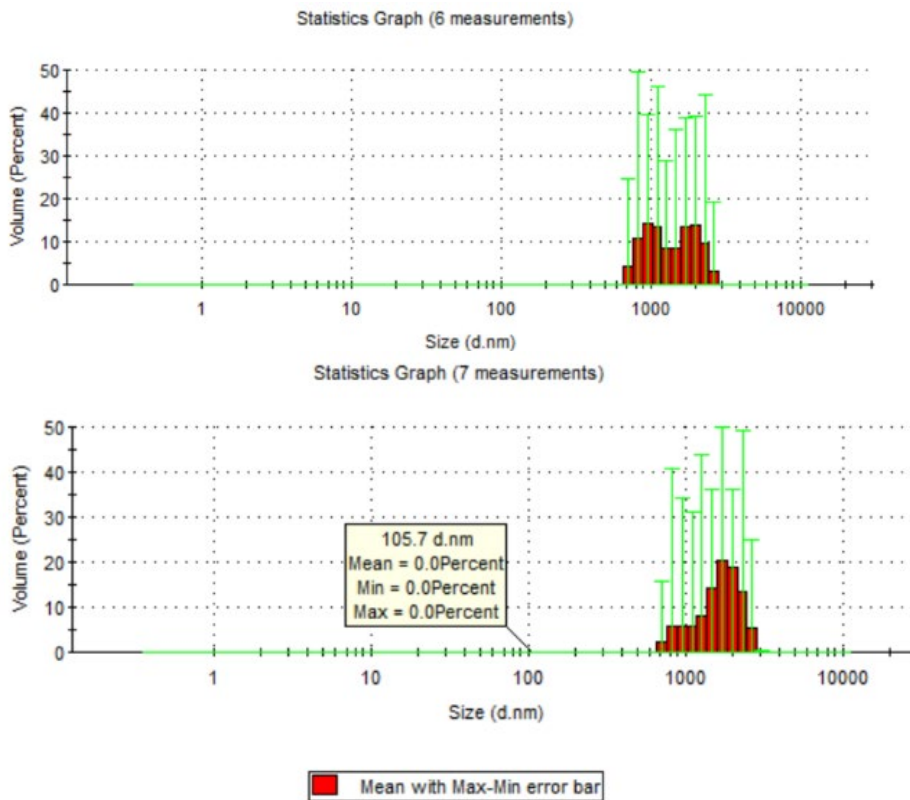 Statistics Graph (6 measurements)
50
40
30
20
10
0
Volume (Percent)
1 10 100 1000 10000
Size (d.nm)
Statistics Graph (7 measurements)
50
40
30
20
10
0
Volume (Percent)
105.7 d.nm
Mean = 0.0Percent
Min = 0.0Percent
Max = 0.0Percent
1 10 100 1000 10000
Size (d.nm)
Mean with Max-Min error bar